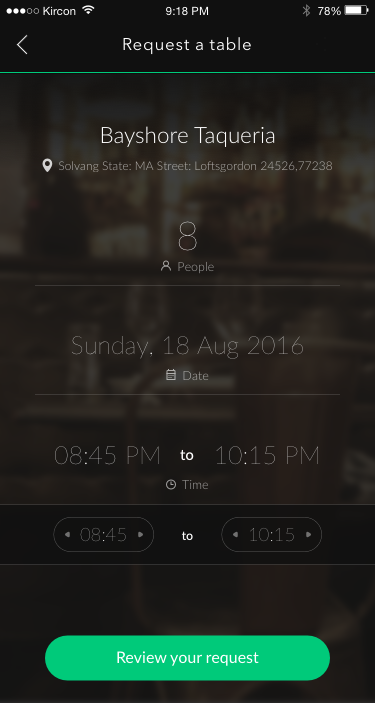 Kircon 9:18 PM 78%
Request a table
Bayshore Taqueria
Solvang State: MA Street: Loftsgordon 24526,77238
8
People
Sunday, 18 Aug 2016
Date
08:45 PM to 10:15 PM
Time
08:45 to 10:15
Review your request